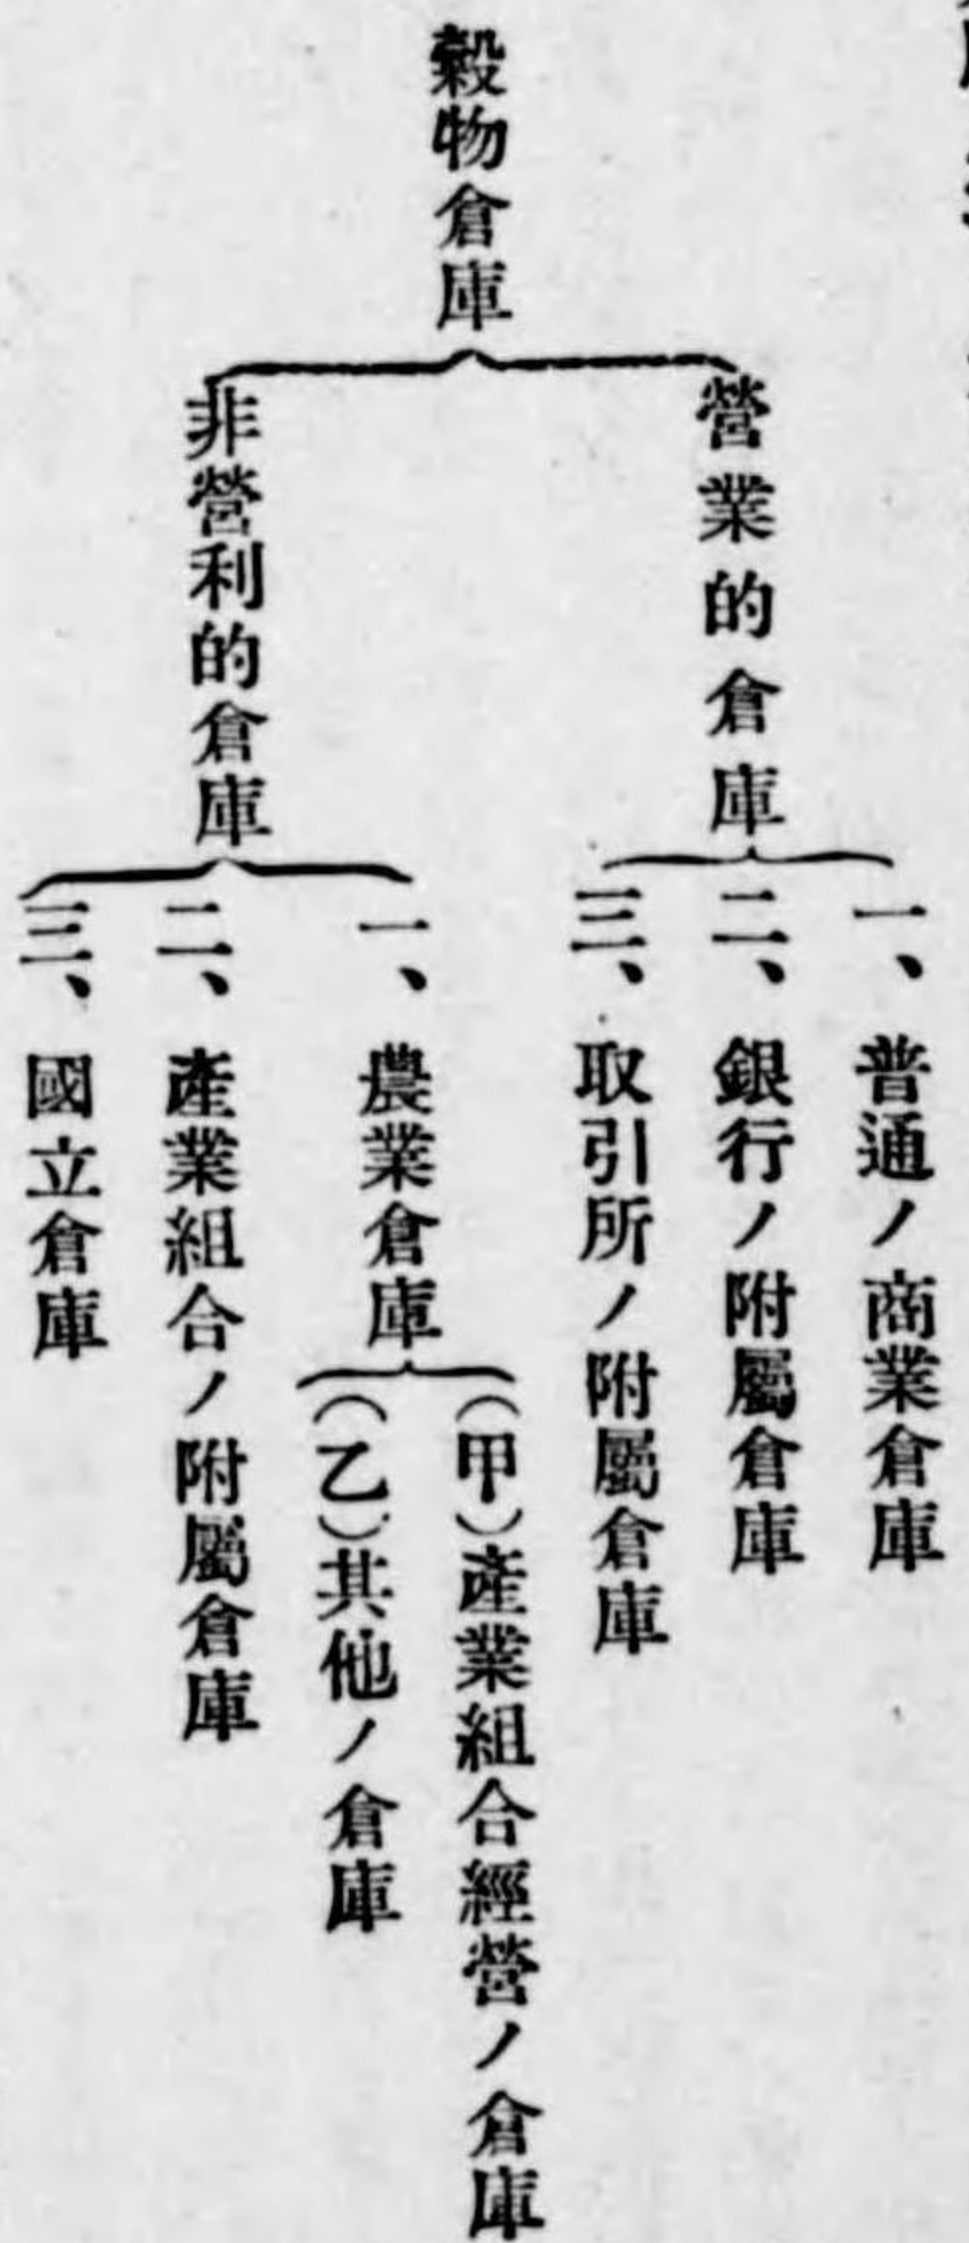 穀物倉庫
營業的倉庫
一、普通ノ商業倉庫
二、銀行ノ附屬倉庫
三、取引所ノ附屬倉庫
非營利的倉庫
一、農業倉庫
(甲)產業組合經營ノ倉庫
(乙)其他ノ倉庫
二、產業組合ノ附屬倉庫
三、國立倉庫